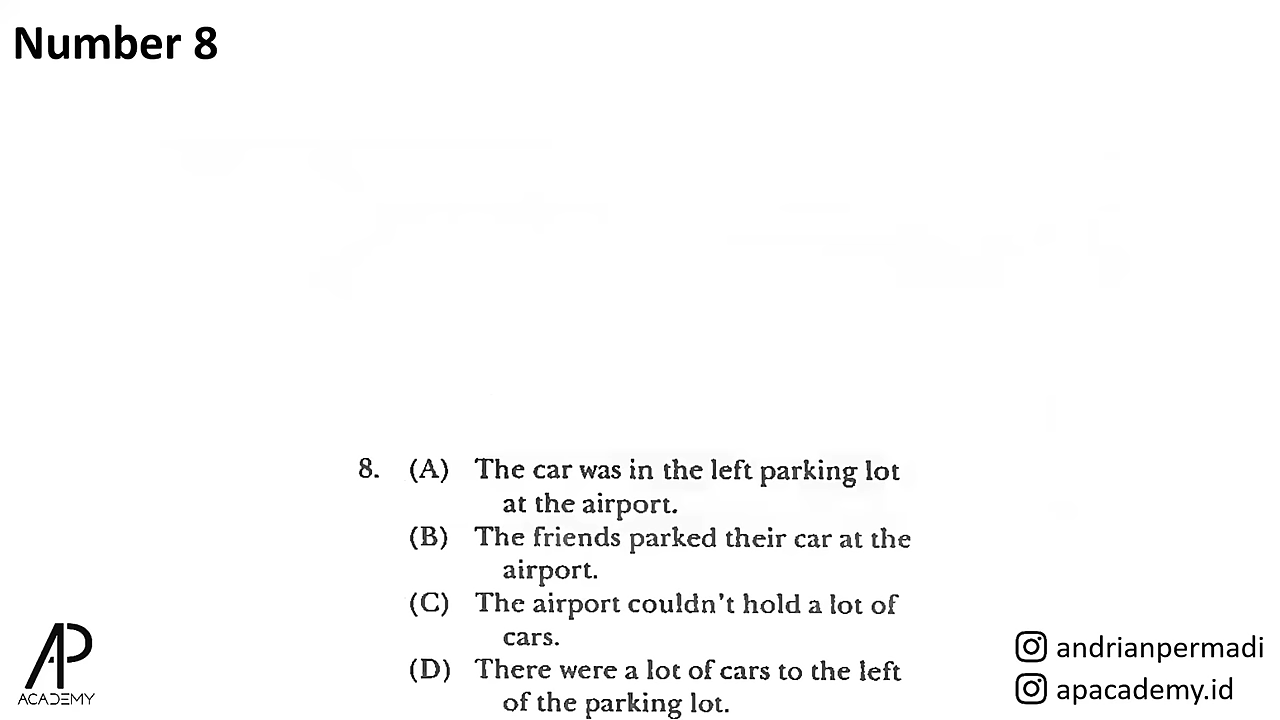 Number 8
8. (A) The car was in the left parking lot
at the airport.
(B) The friends parked their car at the
airport.
(C) The airport couldn't hold a lot of
cars.
(D) There were a lot of cars to the left
of the parking lot.
AP
ACADEMY
andrianpermadi
apacademy.id